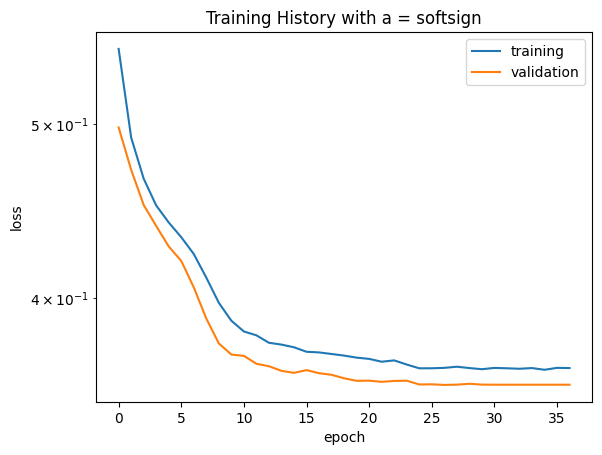 Training History with a = softsign
training
validation
5 × 10⁻¹
4 × 10⁻¹
loss
0 5 10 15 20 25 30 35
epoch